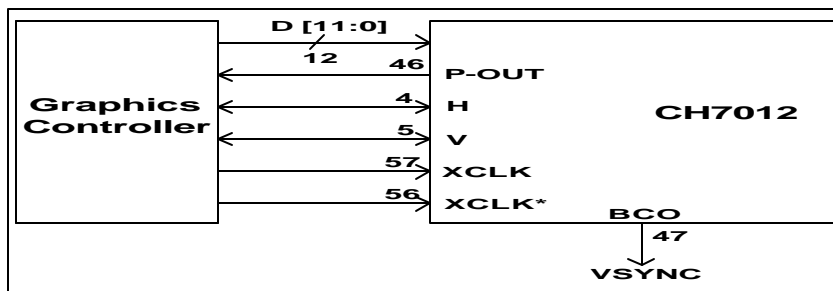 D [11:0]
12
46
P-OUT
Graphics
Controller
4
H
CH7012
5
V
57
XCLK
56
XCLK*
BCO
47
VSYNC